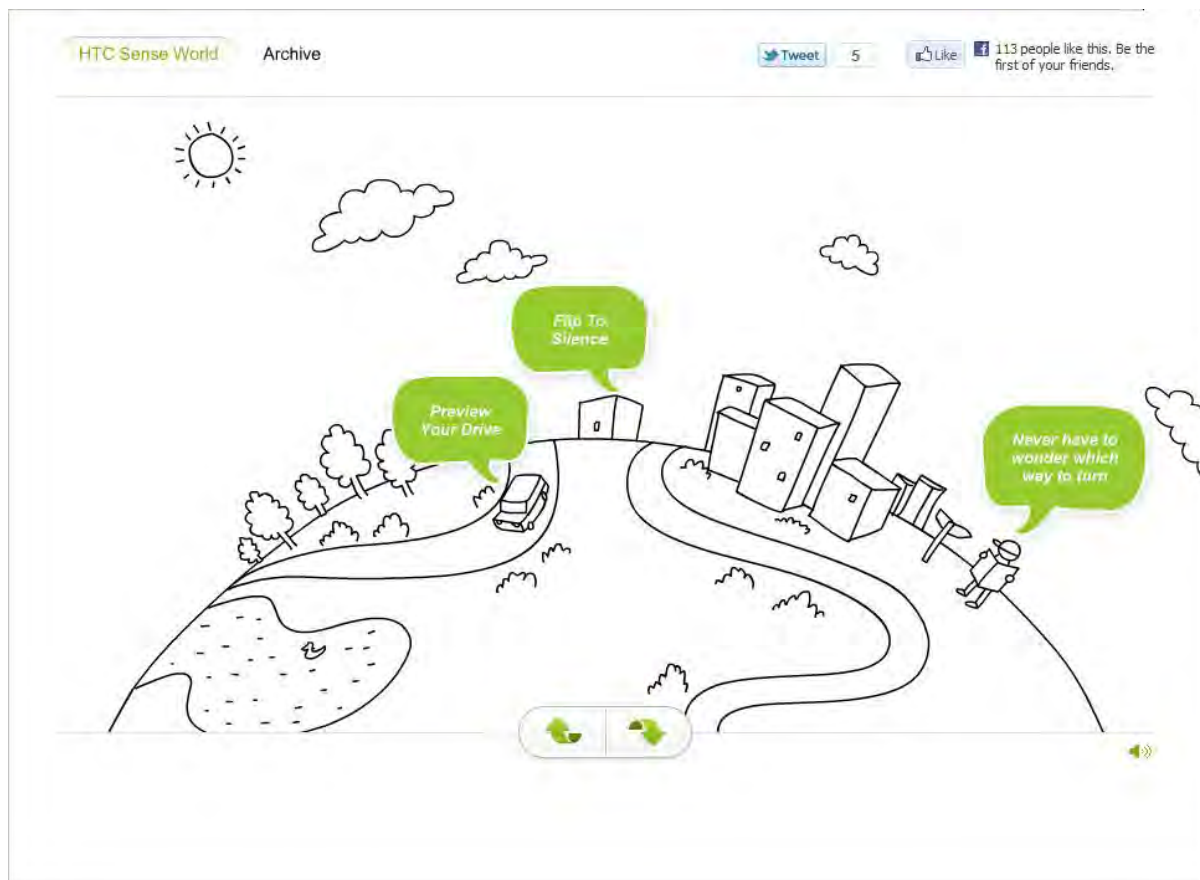 HTC Sense World
Archive
Tweet
5
Like
113 people like this. Be the
first of your friends.
Flip To
Silence
Preview
Your Drive
Never have to
wonder which
way to turn